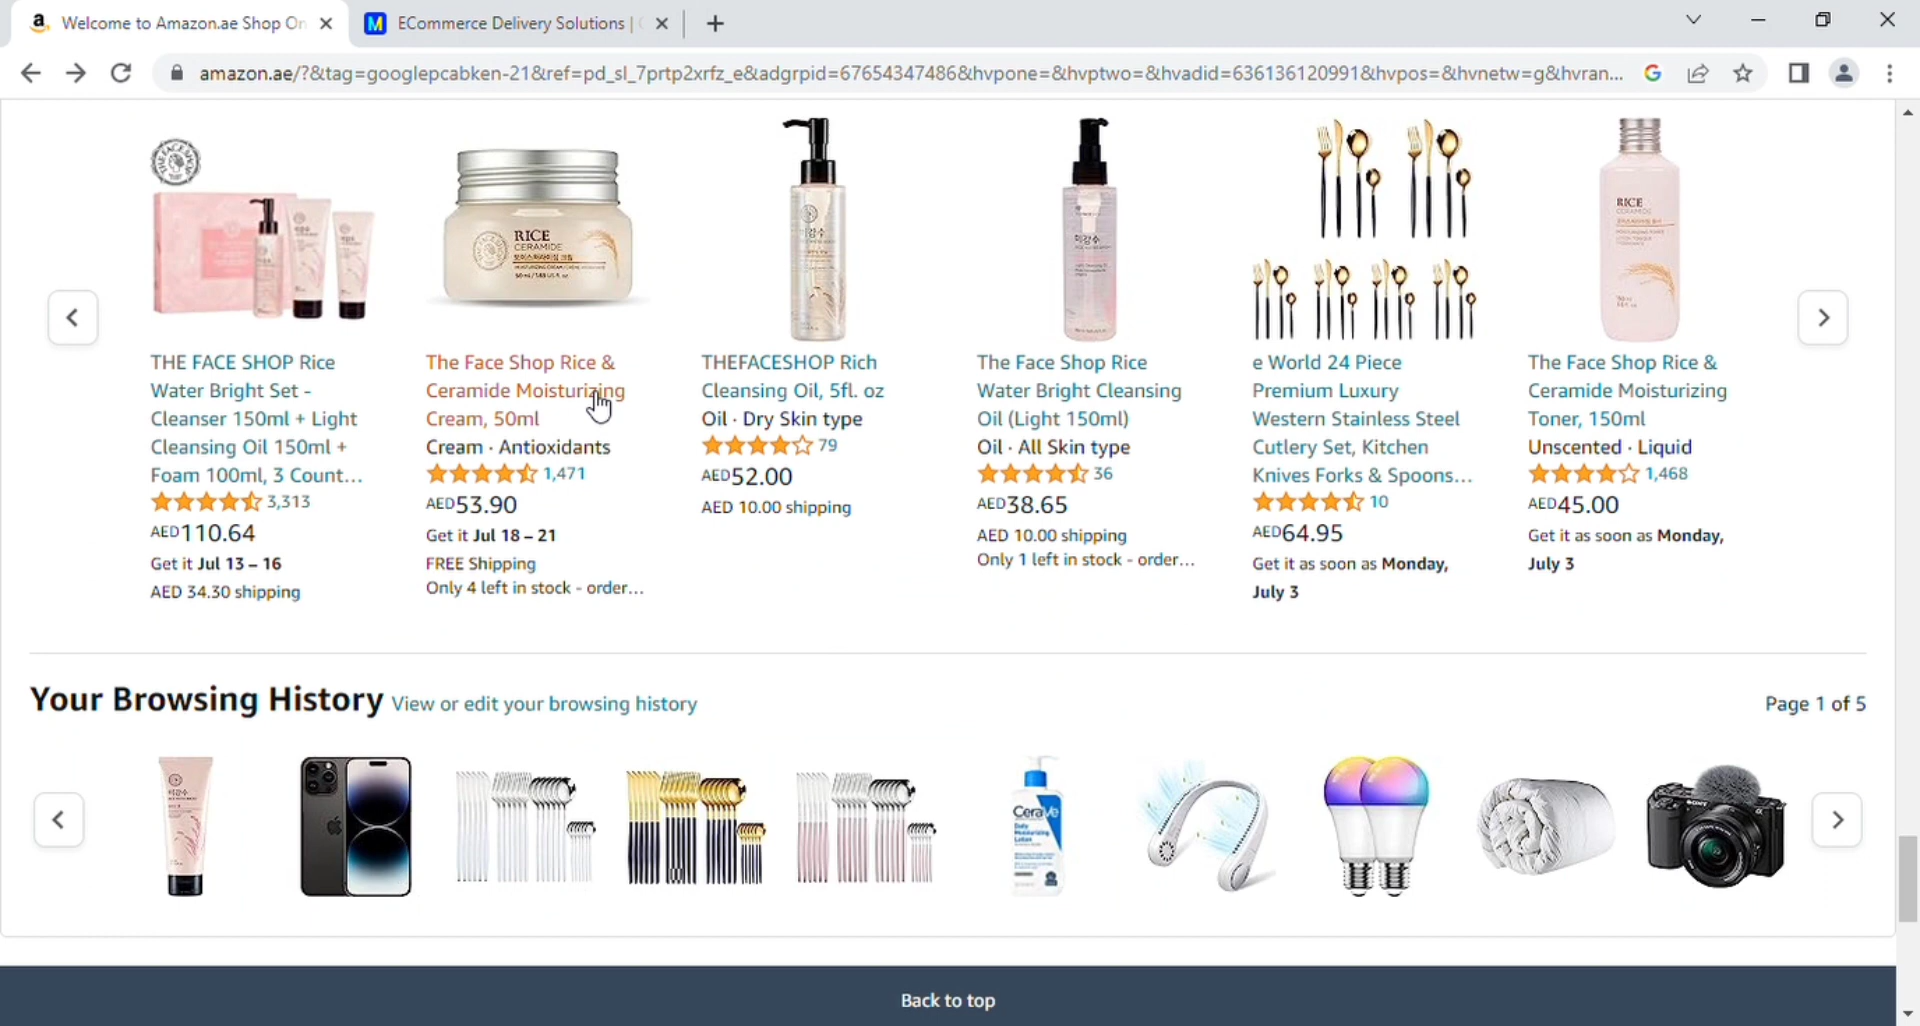 Welcome to Amazon.ae Shop On
ECommerce Delivery Solutions |
amazon.ae/?&tag=googlepcabken-21&ref=pd_sl_7prtp2xrfz_e&adgrpid=67654347486&hvpone=&hvptwo=&hvadid=636136120991&hvpos=&hvnetw=g&hvran...
THE FACE SHOP
RICE
CERAMIDE
RICE
CERAMIDE
THE FACE SHOP Rice
Water Bright Set -
Cleanser 150ml + Light
Cleansing Oil 150ml +
Foam 100ml, 3 Count...
3,313
AED110.64
Get it Jul 13 – 16
AED 34.30 shipping
The Face Shop Rice &
Ceramide Moisturizing
Cream, 50ml
Cream · Antioxidants
1,471
AED53.90
Get it Jul 18 – 21
FREE Shipping
Only 4 left in stock - order...
THEFACESHOP Rich
Cleansing Oil, 5fl. oz
Oil · Dry Skin type
79
AED52.00
AED 10.00 shipping
The Face Shop Rice
Water Bright Cleansing
Oil (Light 150ml)
Oil · All Skin type
36
AED38.65
AED 10.00 shipping
Only 1 left in stock - order...
e World 24 Piece
Premium Luxury
Western Stainless Steel
Cutlery Set, Kitchen
Knives Forks & Spoons...
10
AED64.95
Get it as soon as Monday,
July 3
The Face Shop Rice &
Ceramide Moisturizing
Toner, 150ml
Unscented · Liquid
1,468
AED45.00
Get it as soon as Monday,
July 3
Your Browsing History View or edit your browsing history
Page 1 of 5
CeraVe
SONY
Back to top